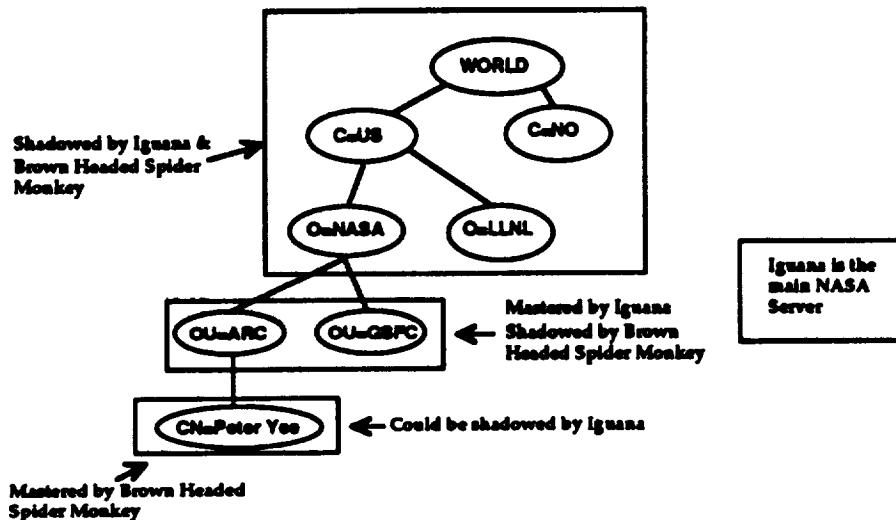 WORLD
C=US
C=NO
Shadowed by Iguana &
Brown Headed Spider
Monkey
O=NASA
O=LLNL
Iguana is the
main NASA
Server
Mastered by Iguana
Shadowed by Brown
Headed Spider Monkey
OU=ARC
OU=GSFC
CN=Peter Yee
Could be shadowed by Iguana
Mastered by Brown Headed
Spider Monkey